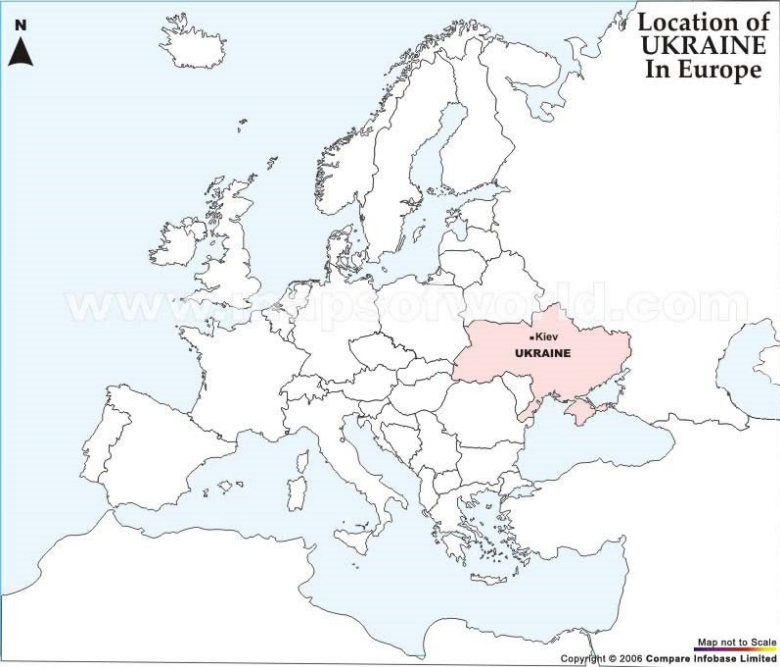 N
Location of
UKRAINE
In Europe
www.mapsofworld.com
Kiev
UKRAINE
Map not to Scale
Copyright © 2006 Compare Infobase Limited